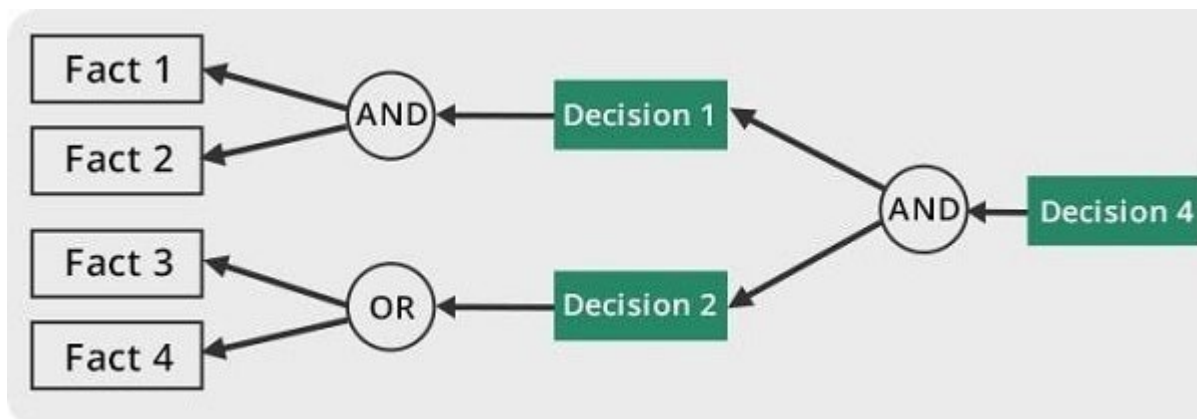 Fact 1
Fact 2
AND
Decision 1
AND
Decision 4
Fact 3
Fact 4
OR
Decision 2